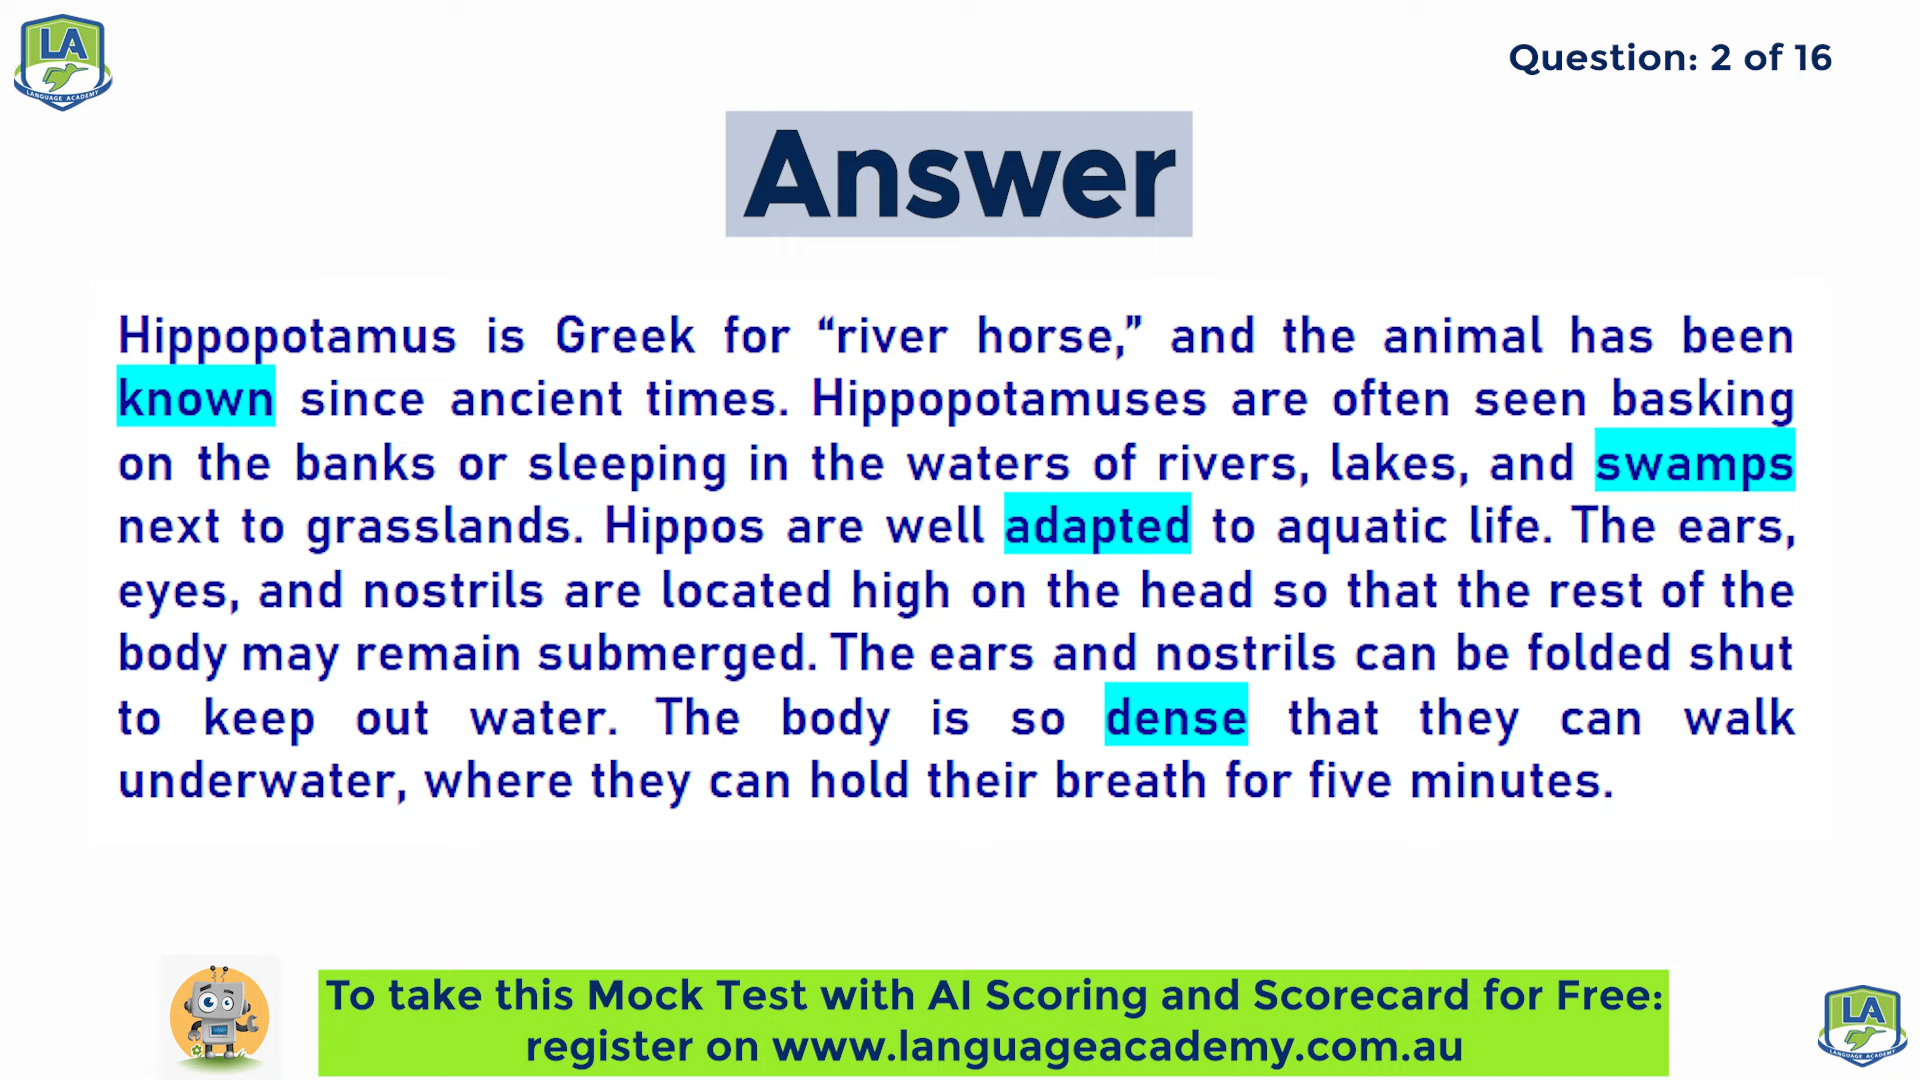 LA
LANGUAGE ACADEMY
Question: 2 of 16
Answer
Hippopotamus is Greek for “river horse,” and the animal has been
known since ancient times. Hippopotamuses are often seen basking
on the banks or sleeping in the waters of rivers, lakes, and swamps
next to grasslands. Hippos are well adapted to aquatic life. The ears,
eyes, and nostrils are located high on the head so that the rest of the
body may remain submerged. The ears and nostrils can be folded shut
to keep out water. The body is so dense that they can walk
underwater, where they can hold their breath for five minutes.
To take this Mock Test with AI Scoring and Scorecard for Free:
register on www.languageacademy.com.au
LA
LANGUAGE ACADEMY